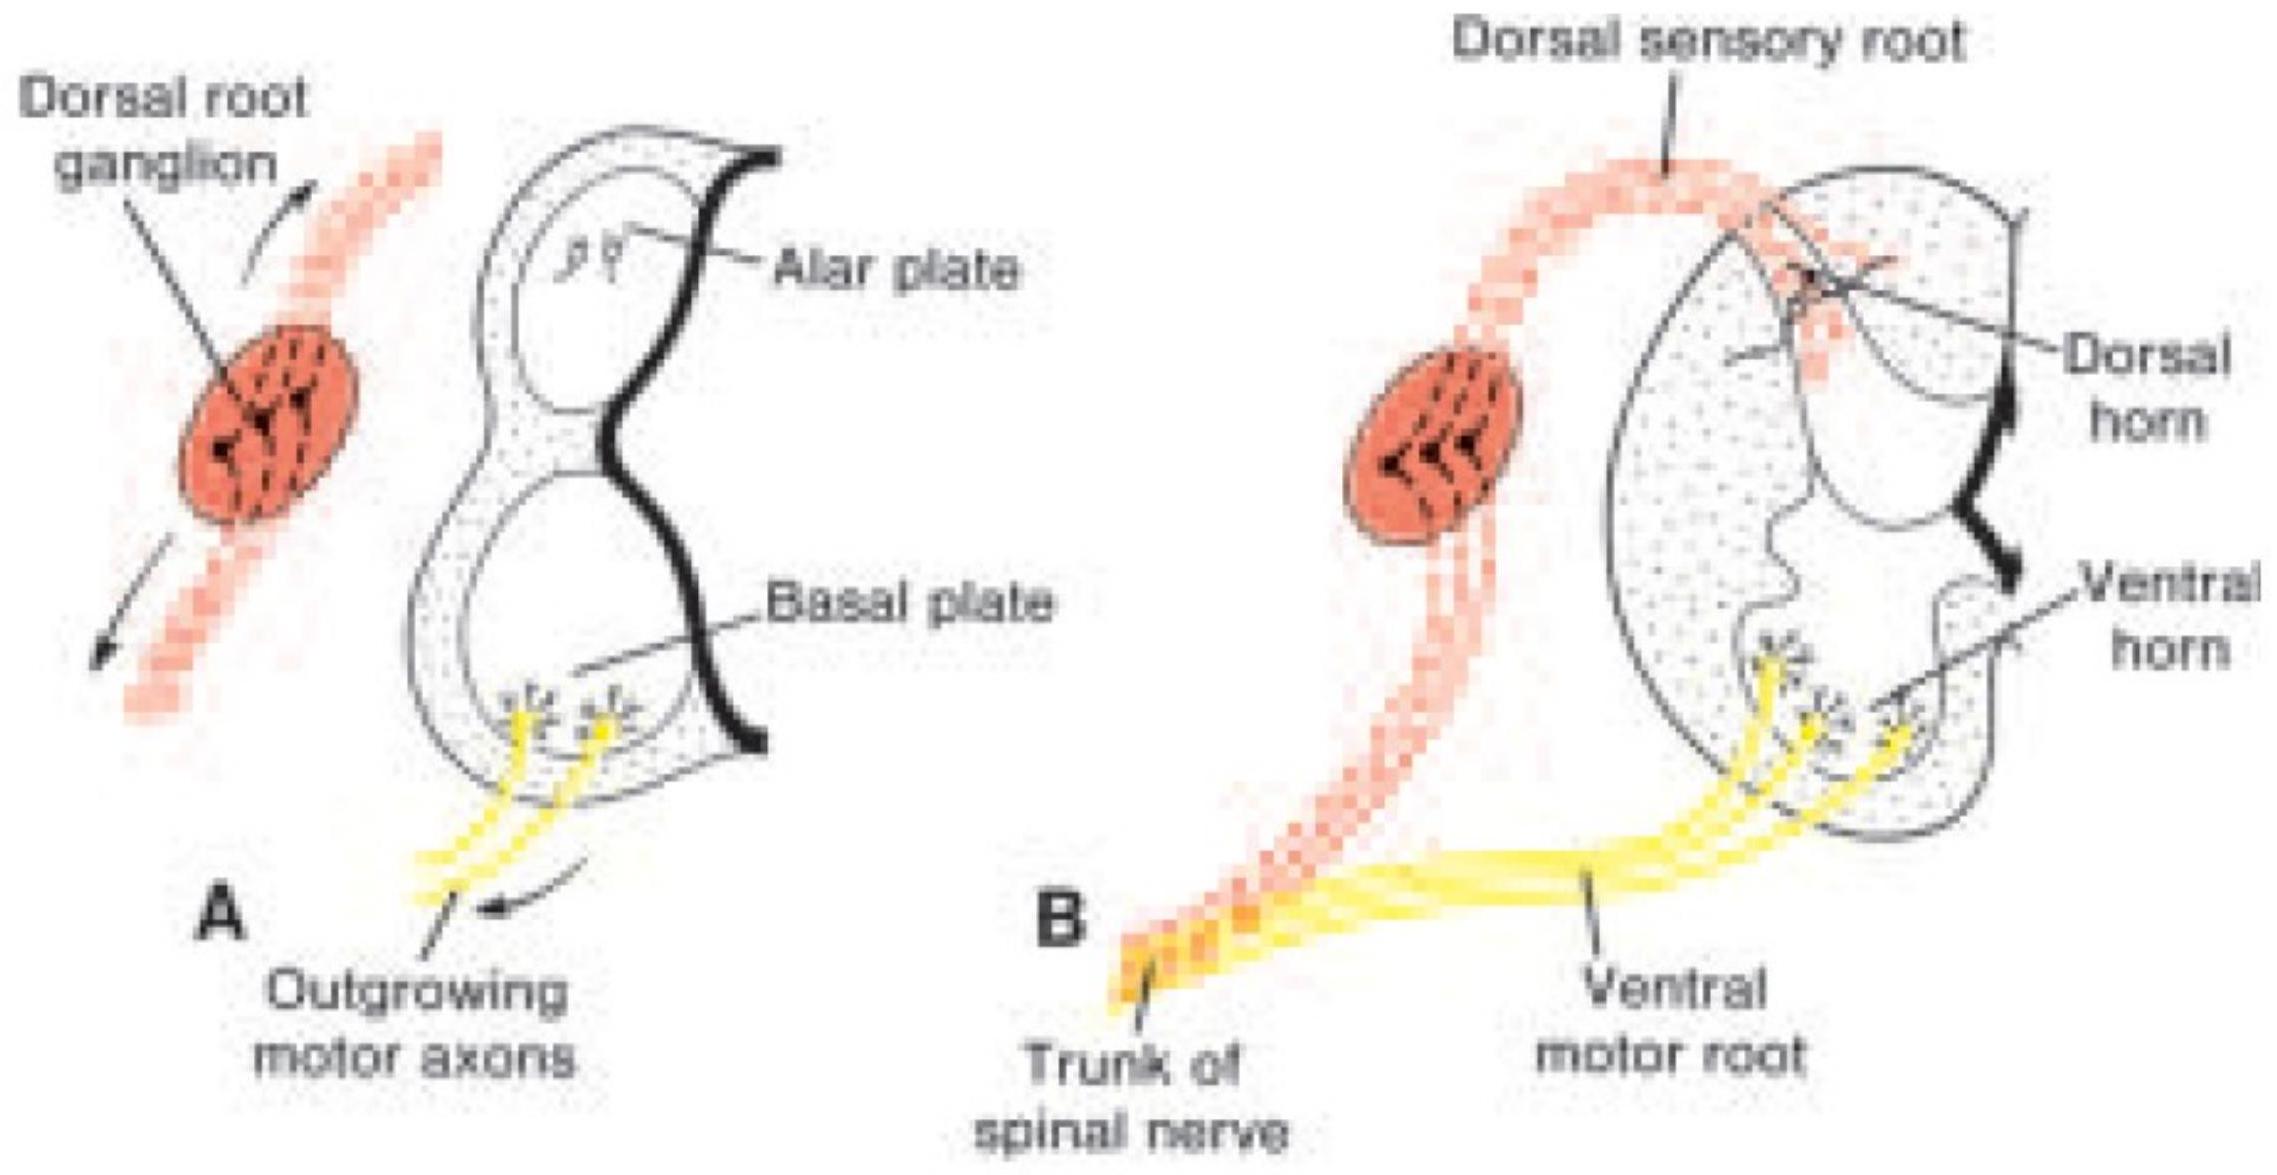 Dorsal root
ganglion
Alar plate
Basal plate
A
Outgrowing
motor axons
Dorsal sensory root
Dorsal
horn
Ventral
horn
B
Ventral
motor root
Trunk of
spinal nerve